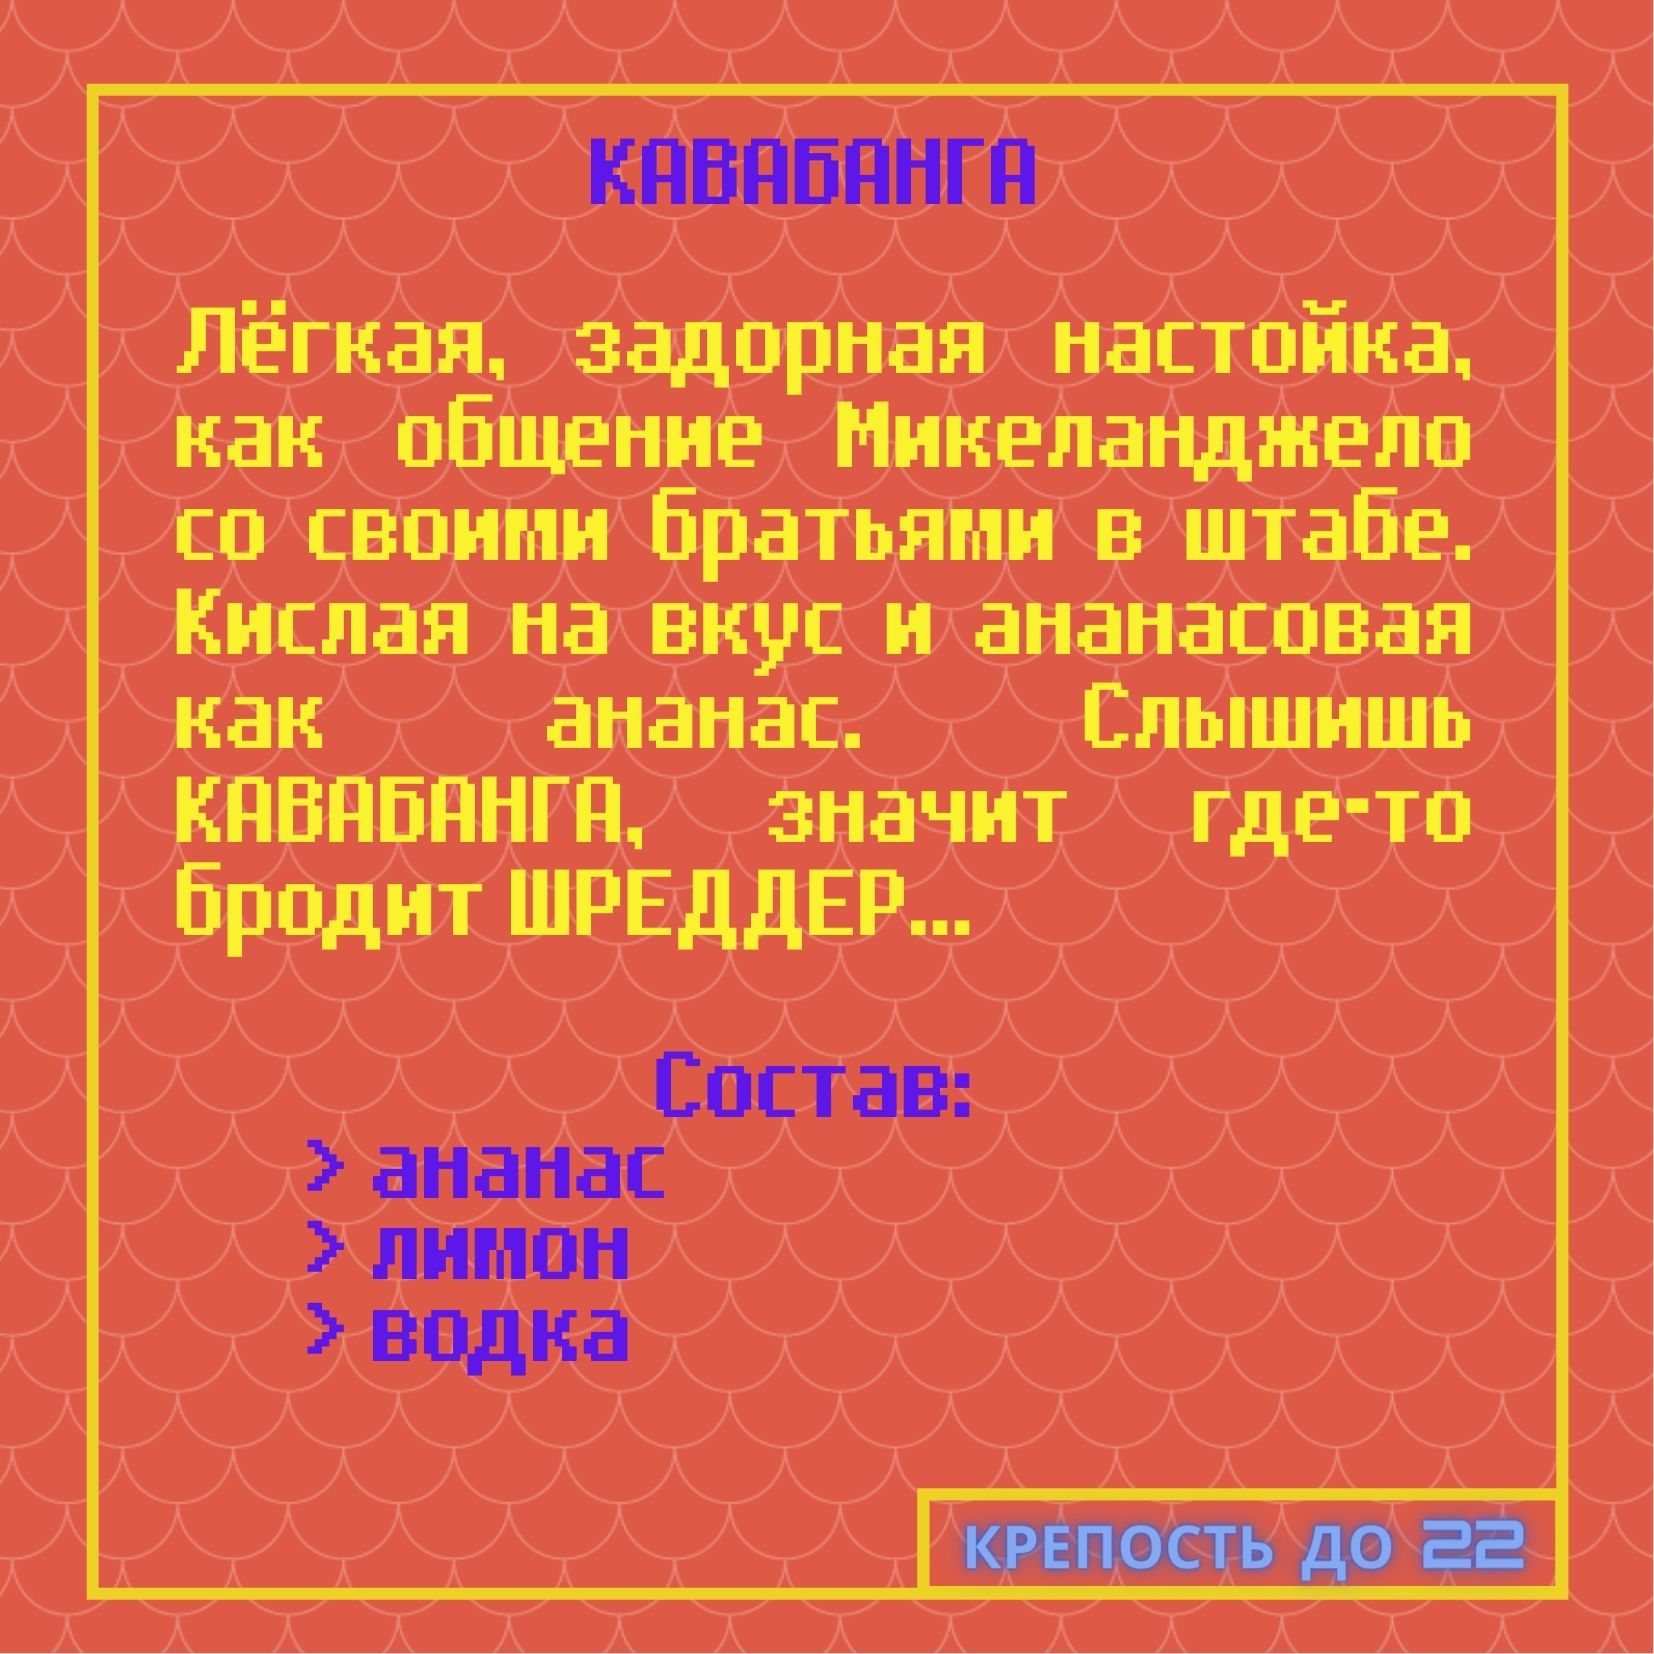 КАВАБАНГА
Лёгкая, задорная настойка,
как общение Микеланджело
со своими братьями в штабе.
Кислая на вкус и ананасовая
как ананас. Слышишь
КАВАБАНГА, значит где-то
бродит ШРЕДДЕР...
Состав:
> ананас
> лимон
> водка
КРЕПОСТЬ ДО 22